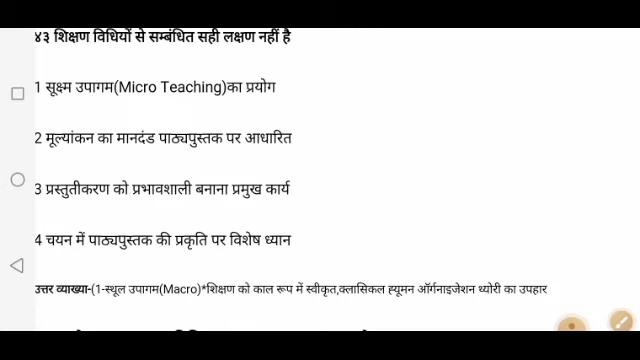 ४३ शिक्षण विधियों से सम्बंधित सही लक्षण नहीं है
1 सूक्ष्म उपागम(Micro Teaching)का प्रयोग
2 मूल्यांकन का मानदंड पाठ्यपुस्तक पर आधारित
3 प्रस्तुतीकरण को प्रभावशाली बनाना प्रमुख कार्य
4 चयन में पाठ्यपुस्तक की प्रकृति पर विशेष ध्यान
उत्तर व्याख्या-(1-स्थूल उपागम(Macro)*शिक्षण को काल रूप में स्वीकृत,क्लासिकल ह्यूमन ऑर्गनाइजेशन थ्योरी का उपहार